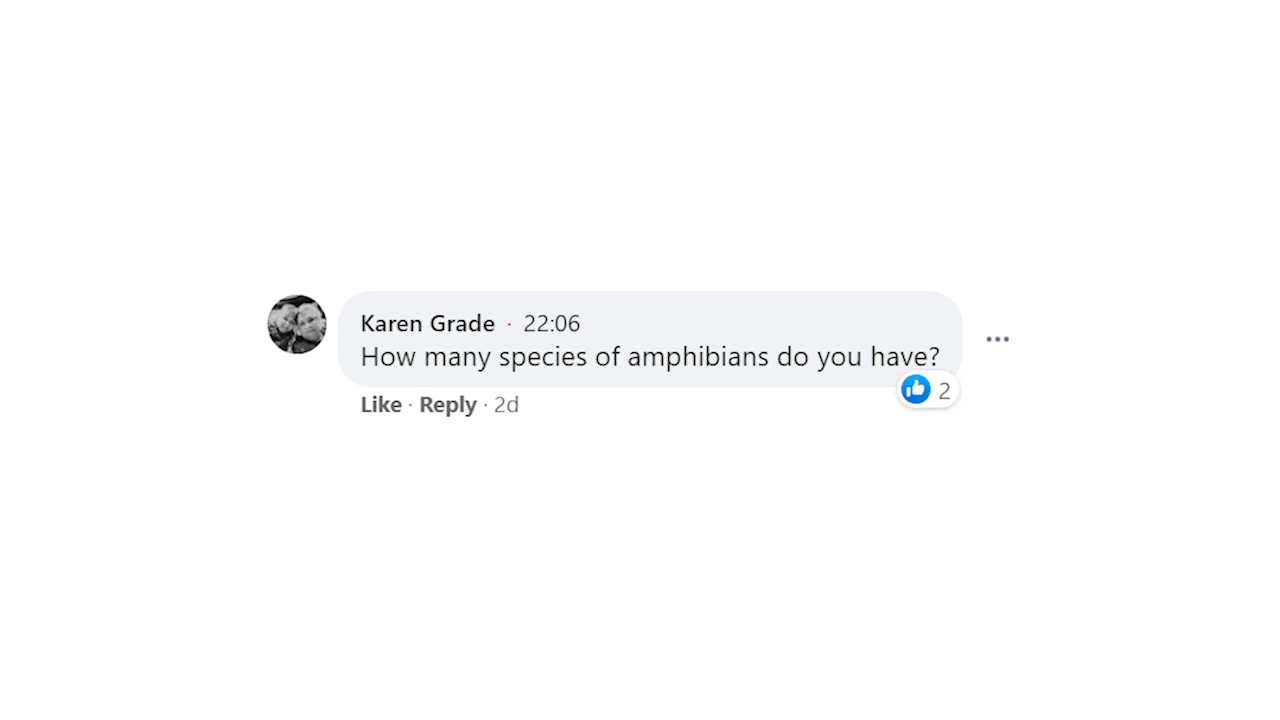 Karen Grade · 22:06
How many species of amphibians do you have?
2
Like · Reply · 2d